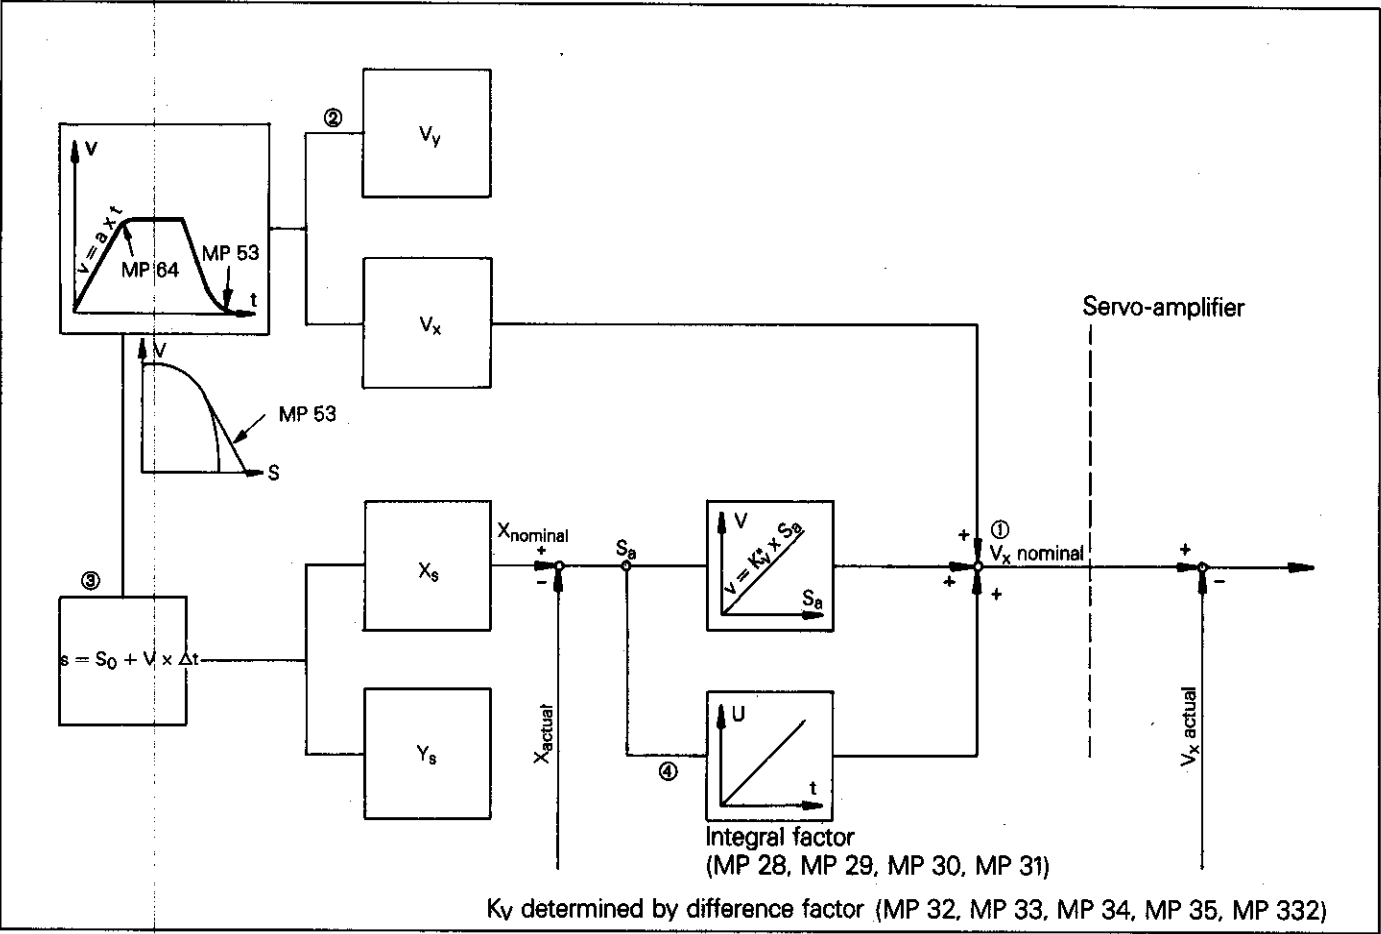 ②
Vy
V
v = a x t
MP 64
MP 53
t
Vx
Servo-amplifier
V
MP 53
S
Xnominal
+
−
Sa
Xs
V
v = K*v x Sa
Sa
+
①
Vx nominal
+
+
+
−
③
s = S0 + V × Δt
Ys
Xactual
④
U
t
Vx actual
Integral factor
(MP 28, MP 29, MP 30, MP 31)
Kv determined by difference factor (MP 32, MP 33, MP 34, MP 35, MP 332)